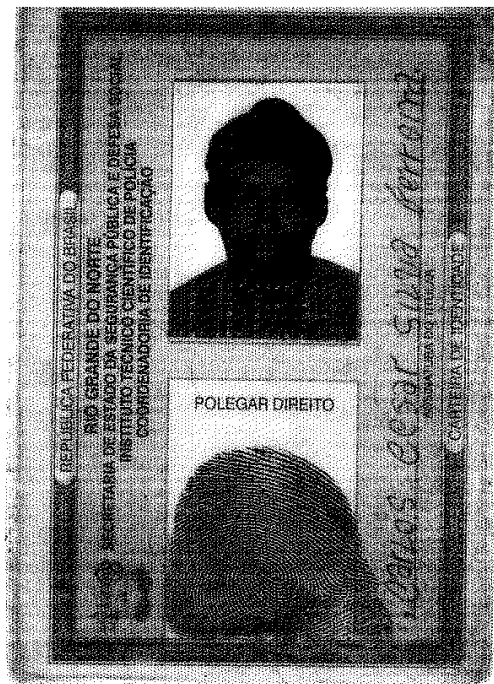 REPÚBLICA FEDERATIVA DO BRASIL
RIO GRANDE DO NORTE
SECRETARIA DE ESTADO DA SEGURANÇA PÚBLICA E DEFESA SOCIAL
INSTITUTO TÉCNICO CIENTÍFICO DE POLÍCIA
COORDENADORIA DE IDENTIFICAÇÃO
POLEGAR DIREITO
Carlos Cesar Silva
ASSINATURA DO TITULAR
CARTEIRA DE IDENTIDADE